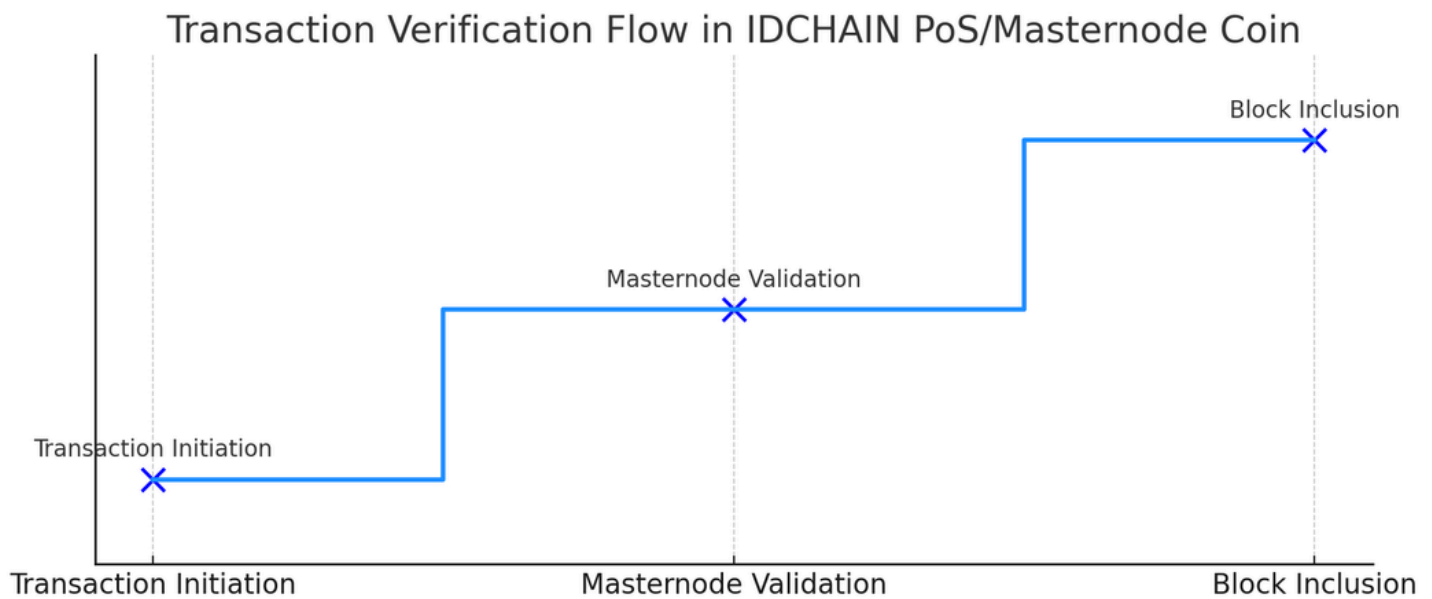 Transaction Verification Flow in IDCHAIN PoS/Masternode Coin
Block Inclusion
Masternode Validation
Transaction Initiation
Transaction Initiation
Masternode Validation
Block Inclusion